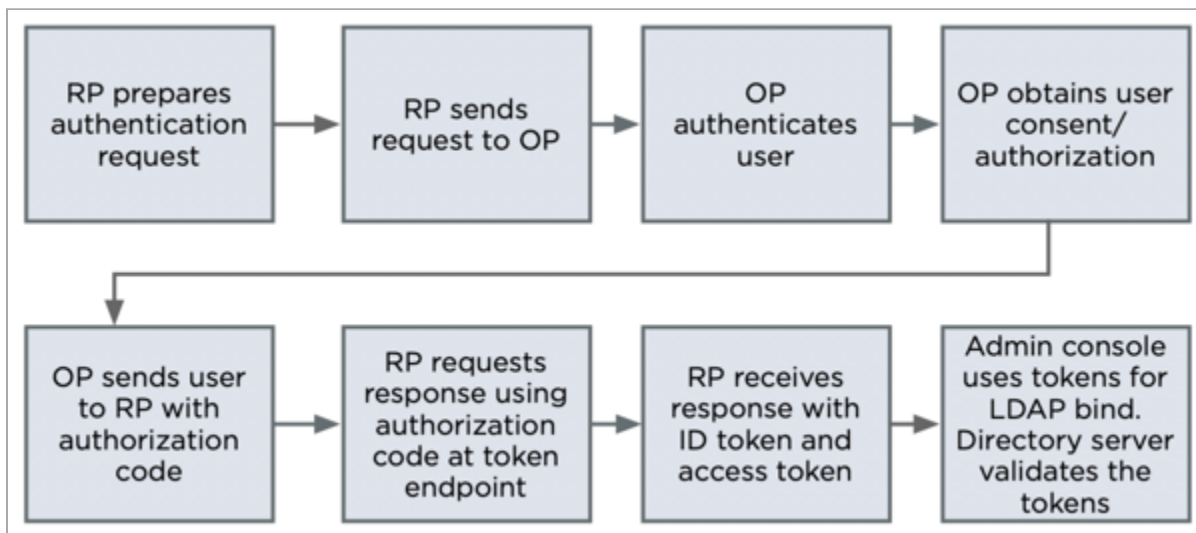 RP prepares
authentication
request
RP sends
request to OP
OP
authenticates
user
OP obtains user
consent/
authorization
OP sends user
to RP with
authorization
code
RP requests
response using
authorization
code at token
endpoint
RP receives
response with
ID token and
access token
Admin console
uses tokens for
LDAP bind.
Directory server
validates the
tokens